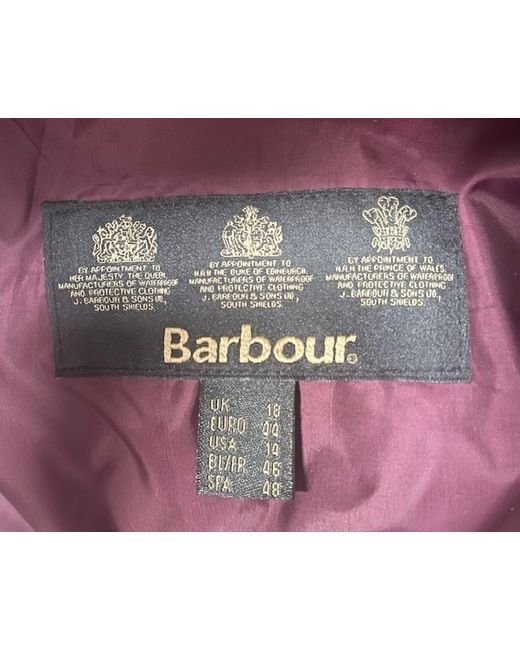 BY APPOINTMENT TO
HER MAJESTY THE QUEEN,
MANUFACTURERS OF WATERPROOF
AND PROTECTIVE CLOTHING
J. BARBOUR & SONS LTD,
SOUTH SHIELDS.
BY APPOINTMENT TO
H.R.H. THE DUKE OF EDINBURGH,
MANUFACTURERS OF WATERPROOF
AND PROTECTIVE CLOTHING
J. BARBOUR & SONS LTD,
SOUTH SHIELDS.
BY APPOINTMENT TO
H.R.H. THE PRINCE OF WALES,
MANUFACTURERS OF WATERPROOF
AND PROTECTIVE CLOTHING
J. BARBOUR & SONS LTD,
SOUTH SHIELDS.
Barbour®
UK 18
EURO 44
USA 14
BL/FR 46
SPA 48